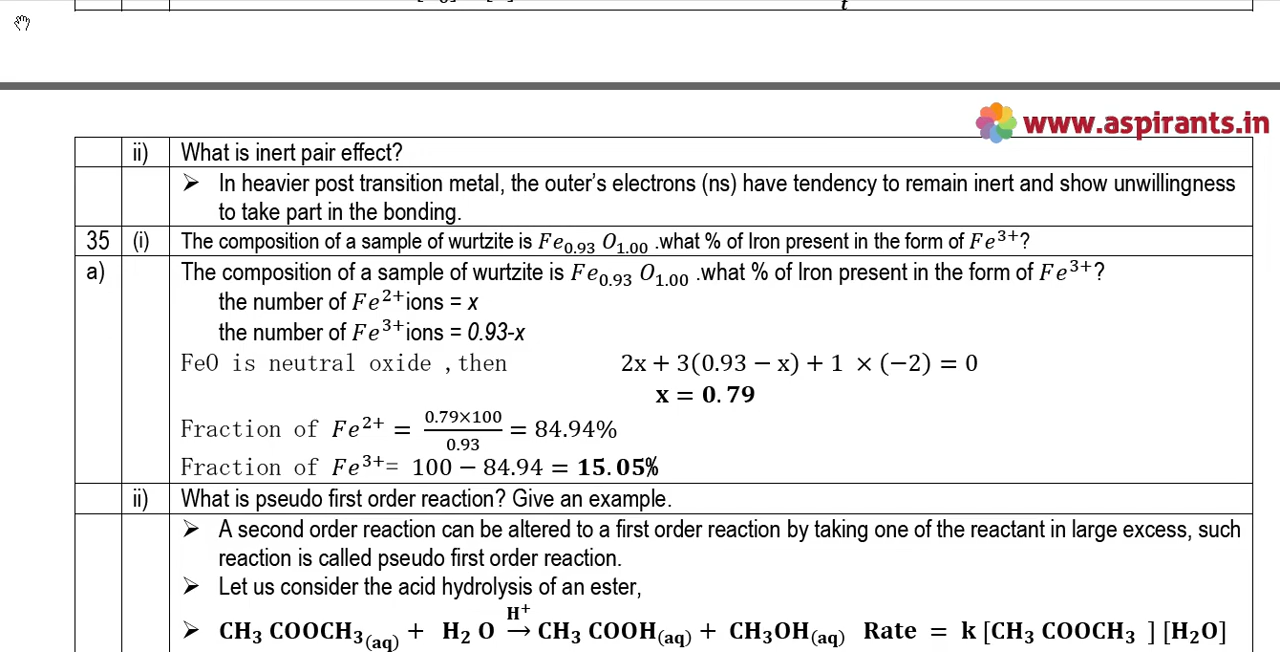 www.aspirants.in
ii) What is inert pair effect?
➤ In heavier post transition metal, the outer’s electrons (ns) have tendency to remain inert and show unwillingness
to take part in the bonding.
35 (i) The composition of a sample of wurtzite is Fe₀.₉₃ O₁.₀₀ .what % of Iron present in the form of Fe³⁺?
a) The composition of a sample of wurtzite is Fe₀.₉₃ O₁.₀₀ .what % of Iron present in the form of Fe³⁺?
the number of Fe²⁺ions = x
the number of Fe³⁺ions = 0.93-x
FeO is neutral oxide ,then 2x + 3(0.93 − x) + 1 × (−2) = 0
x = 0.79
Fraction of Fe²⁺ = 0.79×100/0.93 = 84.94%
Fraction of Fe³⁺= 100 − 84.94 = 15.05%
ii) What is pseudo first order reaction? Give an example.
➤ A second order reaction can be altered to a first order reaction by taking one of the reactant in large excess, such
reaction is called pseudo first order reaction.
➤ Let us consider the acid hydrolysis of an ester,
➤ CH₃ COOCH₃(aq) + H₂ O H⁺→ CH₃ COOH(aq) + CH₃OH(aq) Rate = k [CH₃ COOCH₃ ] [H₂O]